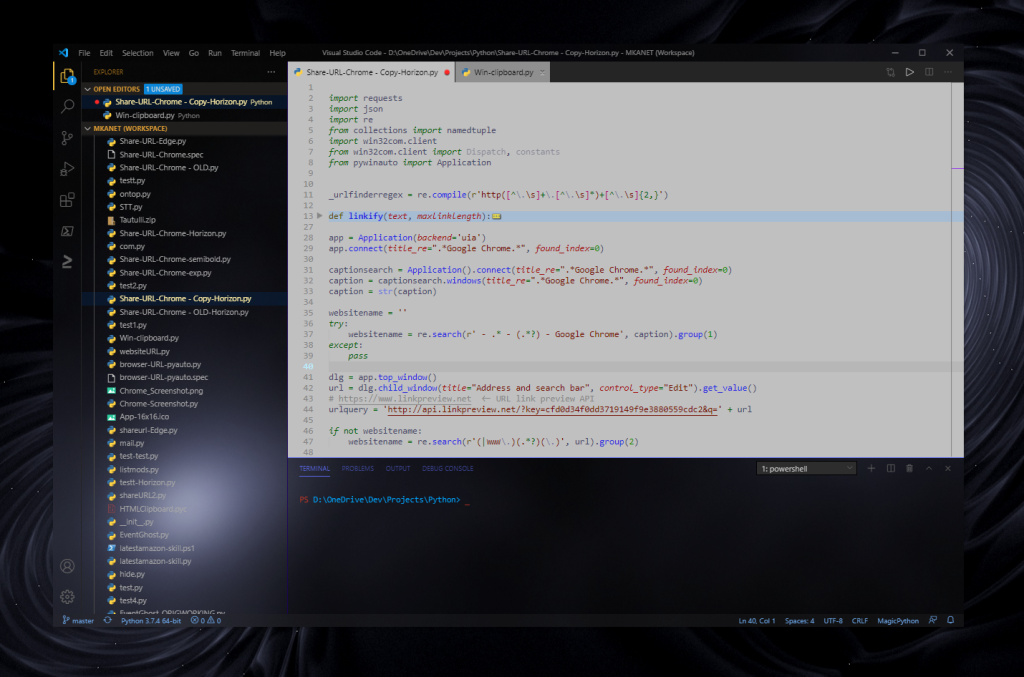 File Edit Selection View Go Run Terminal Help Visual Studio Code - D:\OneDrive\Dev\Projects\Python\Share-URL-Chrome - Copy-Horizon.py - MKANET (Workspace)
EXPLORER ...
OPEN EDITORS 1 UNSAVED
Share-URL-Chrome - Copy-Horizon.py Python
Win-clipboard.py Python
MKANET (WORKSPACE)
Share-URL-Edge.py
Share-URL-Chrome.spec
Share-URL-Chrome - OLD.py
testt.py
ontop.py
STT.py
Tautulli.zip
Share-URL-Chrome-Horizon.py
com.py
Share-URL-Chrome-semibold.py
Share-URL-Chrome-exp.py
test2.py
Share-URL-Chrome - Copy-Horizon.py
Share-URL-Chrome - OLD-Horizon.py
test1.py
Win-clipboard.py
websiteURL.py
browser-URL-pyauto.py
browser-URL-pyauto.spec
Chrome_Screenshot.png
Chrome-Screenshot.py
App-16x16.ico
shareurl-Edge.py
mail.py
test-test.py
listmods.py
testt-Horizon.py
shareURL2.py
HTMLClipboard.pyc
__init__.py
EventGhost.py
latestamazon-skill.ps1
latestamazon-skill.py
hide.py
test.py
test4.py
EventGhost_ORIGWORKING.py
Share-URL-Chrome - Copy-Horizon.py Win-clipboard.py
1
2 import requests
3 import json
4 import re
5 from collections import namedtuple
6 import win32com.client
7 from win32com.client import Dispatch, constants
8 from pywinauto import Application
9
10
11 _urlfinderregex = re.compile(r'http([^\.\s]+\.[^\.\s]*)+[^\.\s]{2,}')
12
13 def linkify(text, maxlinklength):
27
28 app = Application(backend='uia')
29 app.connect(title_re=".*Google Chrome.*", found_index=0)
30
31 captionsearch = Application().connect(title_re=".*Google Chrome.*", found_index=0)
32 caption = captionsearch.windows(title_re=".*Google Chrome.*", found_index=0)
33 caption = str(caption)
34
35 websitename = ''
36 try:
37 websitename = re.search(r' - .* - (.*?) - Google Chrome', caption).group(1)
38 except:
39 pass
40
41 dlg = app.top_window()
42 url = dlg.child_window(title="Address and search bar", control_type="Edit").get_value()
43 # https://www.linkpreview.net <- URL link preview API
44 urlquery = 'http://api.linkpreview.net/?key=cfd0d34f0dd3719149f9e3880559cdc2&q=' + url
45
46 if not websitename:
47 websitename = re.search(r'(|www\.)(.*?)(\.)', url).group(2)
48
TERMINAL PROBLEMS OUTPUT DEBUG CONSOLE 1: powershell
PS D:\OneDrive\Dev\Projects\Python> _
master Python 3.7.4 64-bit 0 0 Ln 40, Col 1 Spaces: 4 UTF-8 CRLF MagicPython